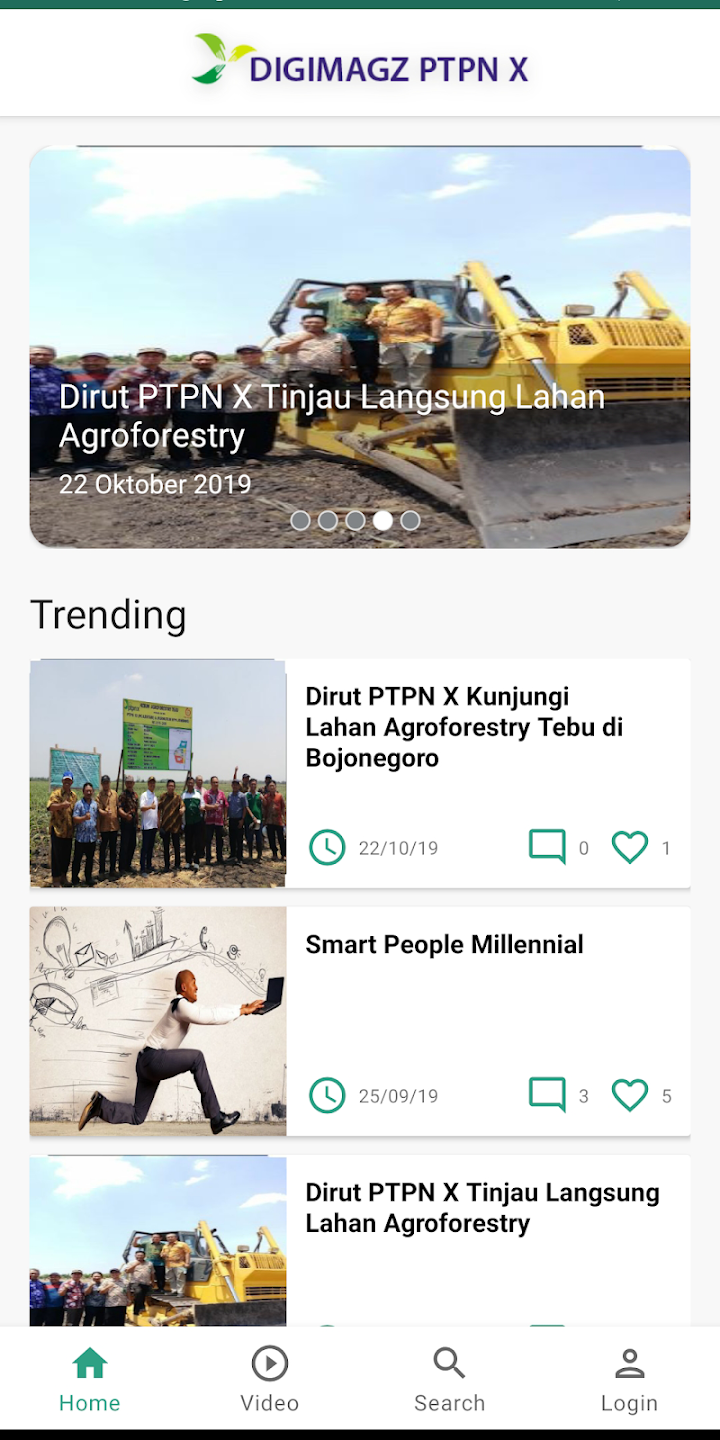 DIGIMAGZ PTPN X
Dirut PTPN X Tinjau Langsung Lahan
Agroforestry
22 Oktober 2019
Trending
Dirut PTPN X Kunjungi
Lahan Agroforestry Tebu di
Bojonegoro
22/10/19 0 1
Smart People Millennial
25/09/19 3 5
Dirut PTPN X Tinjau Langsung
Lahan Agroforestry
Home Video Search Login